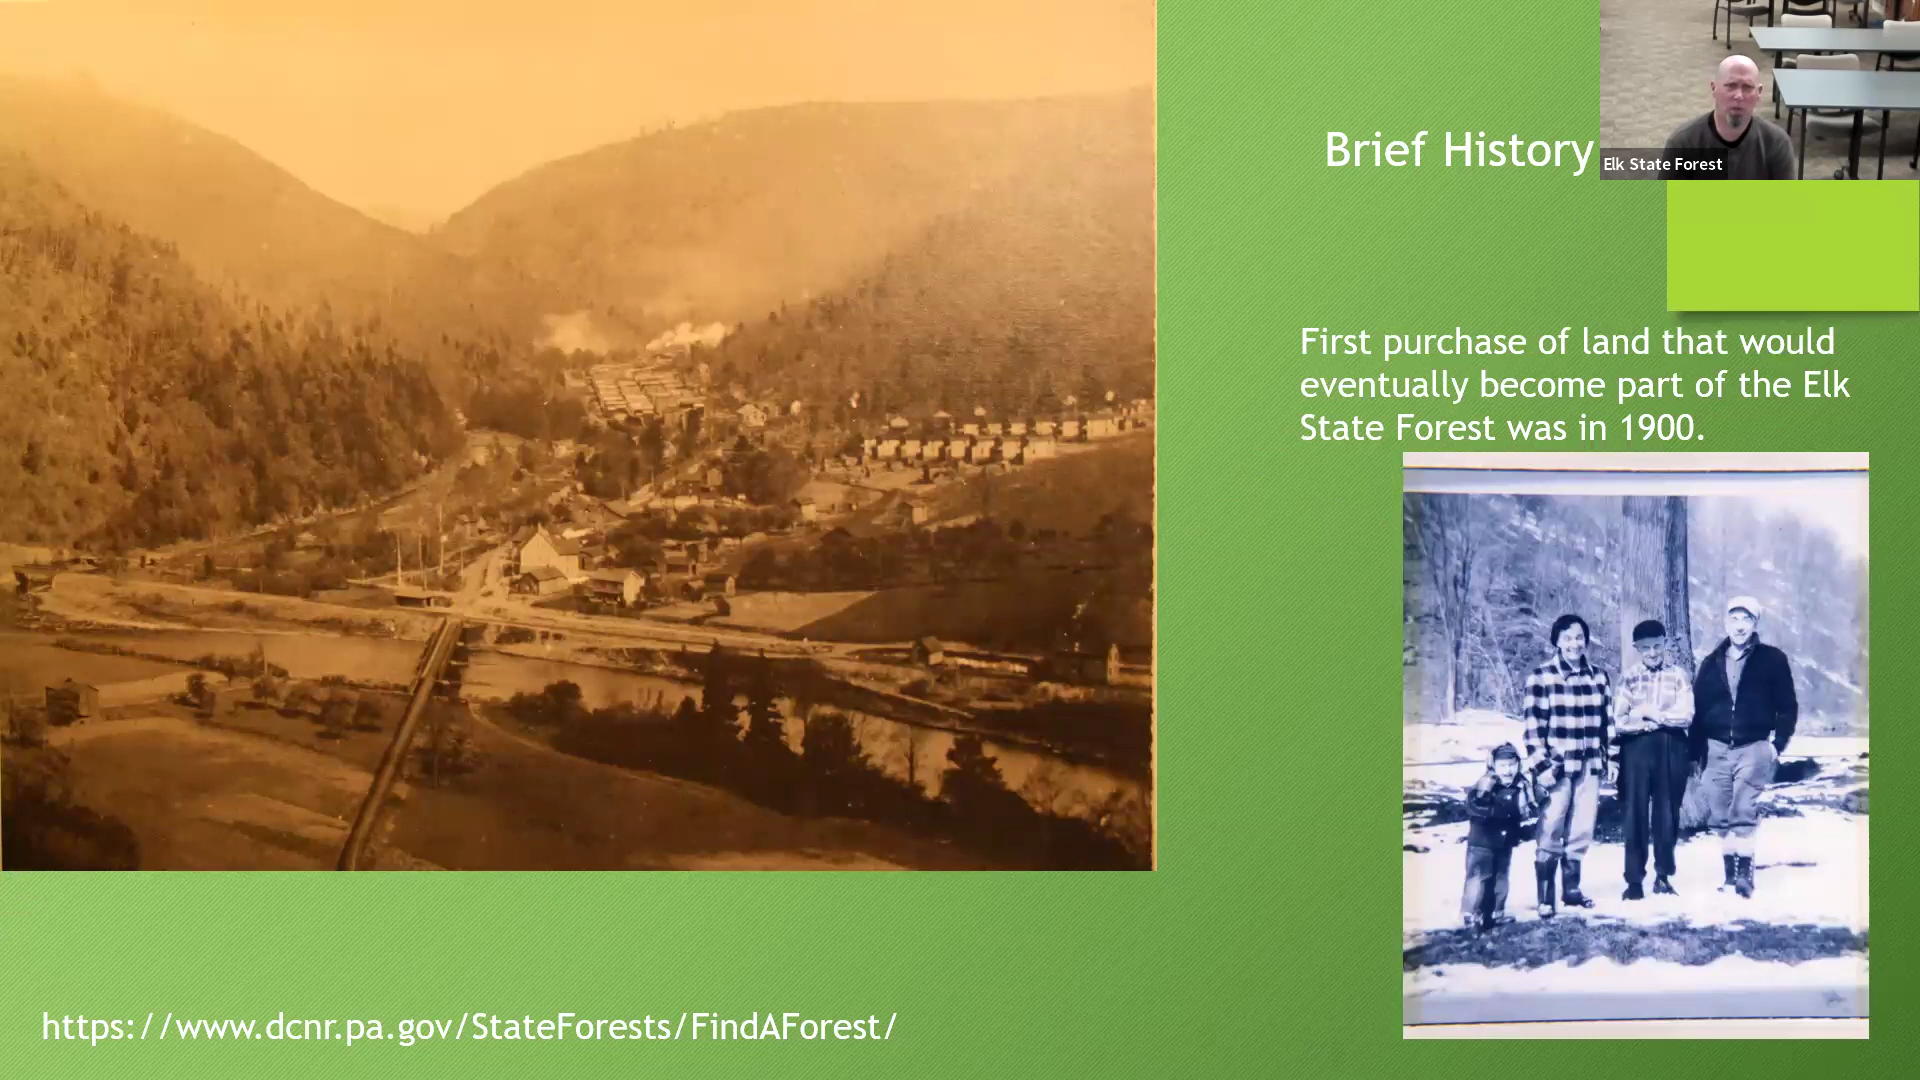 Brief History
Elk State Forest
First purchase of land that would
eventually become part of the Elk
State Forest was in 1900.
https://www.dcnr.pa.gov/StateForests/FindAForest/